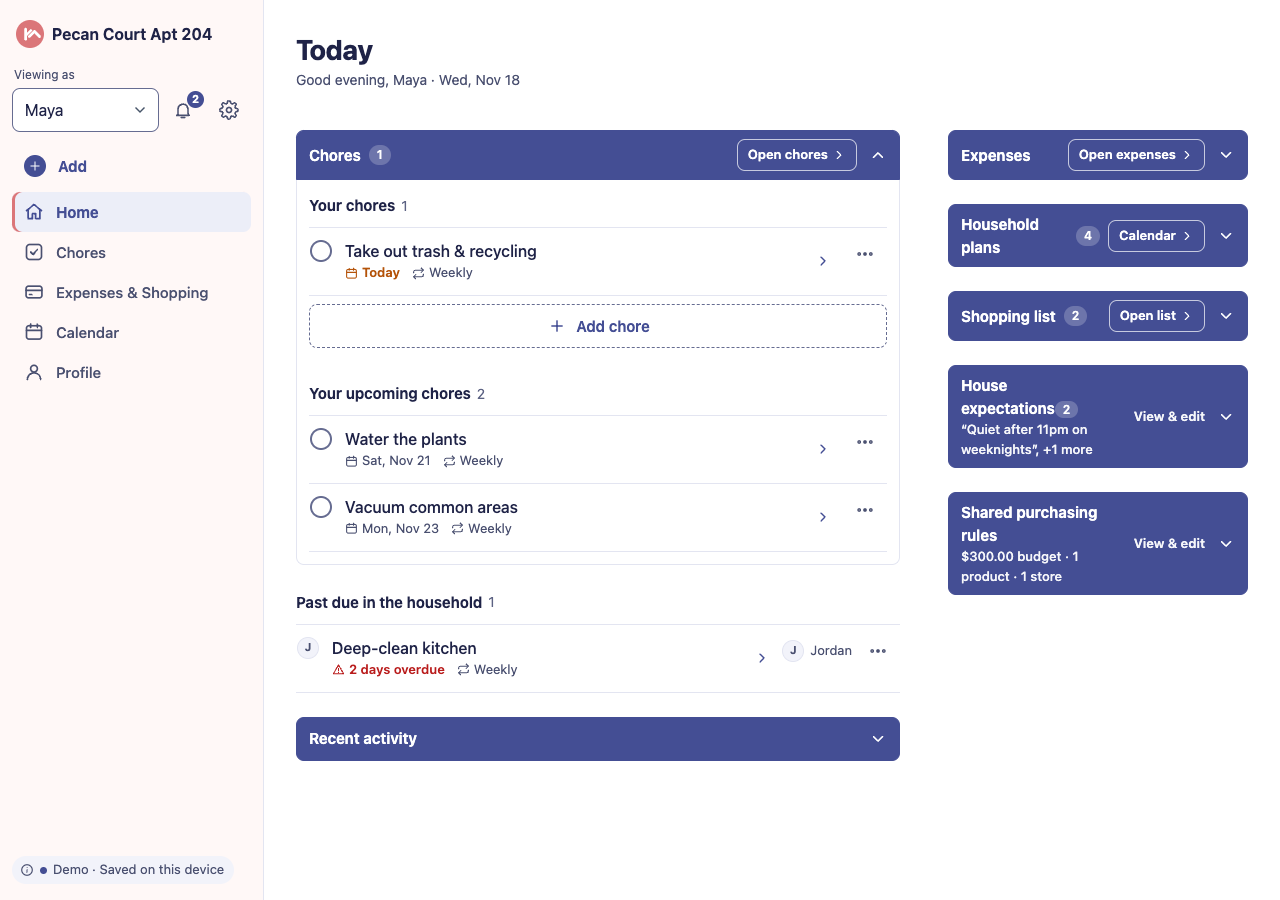 Pecan Court Apt 204
Viewing as
Maya
2
Add
Home
Chores
Expenses & Shopping
Calendar
Profile
Demo · Saved on this device
Today
Good evening, Maya · Wed, Nov 18
Chores 1 Open chores
Your chores 1
Take out trash & recycling
Today Weekly
Add chore
Your upcoming chores 2
Water the plants
Sat, Nov 21 Weekly
Vacuum common areas
Mon, Nov 23 Weekly
Past due in the household 1
J Deep-clean kitchen J Jordan
2 days overdue Weekly
Recent activity
Expenses Open expenses
Household
plans 4 Calendar
Shopping list 2 Open list
House
expectations 2 View & edit
“Quiet after 11pm on
weeknights”, +1 more
Shared purchasing
rules View & edit
$300.00 budget · 1
product · 1 store